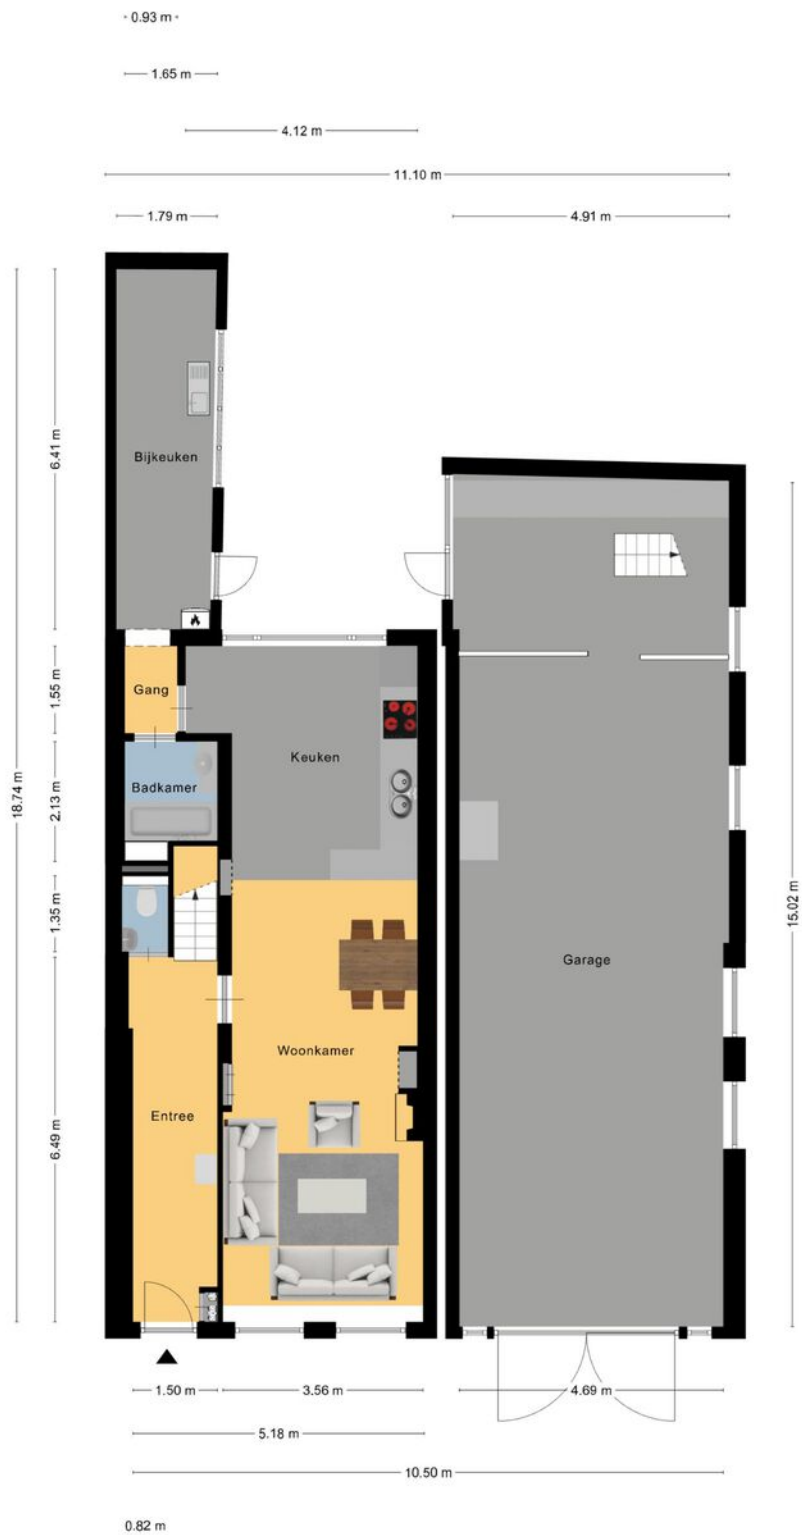 0.93 m
1.65 m
4.12 m
11.10 m
1.79 m
4.91 m
6.41 m
Bijkeuken
18.74 m
1.55 m
Gang
Keuken
2.13 m
Badkamer
1.35 m
15.02 m
Garage
Woonkamer
Entree
6.49 m
1.50 m
3.56 m
4.69 m
5.18 m
10.50 m
0.82 m